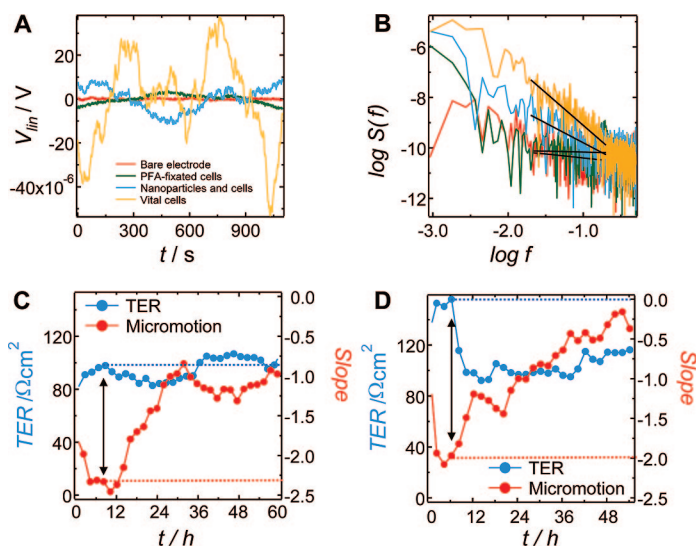 A
V_lin / V
20
0
-20
-40x10^-6
Bare electrode
PFA-fixated cells
Nanoparticles and cells
Vital cells
0 300 600 900
t / s
B
log S(f)
-6
-8
-10
-12
-3.0 -2.0 -1.0
log f
C
TER
Micromotion
TER /Ωcm²
120
80
40
0
0.0
-0.5
-1.0
-1.5
-2.0
-2.5
Slope
0 12 24 36 48 60
t / h
D
TER /Ωcm²
120
80
40
0
0.0
-0.5
-1.0
-1.5
-2.0
-2.5
Slope
TER
Micromotion
0 12 24 36 48
t / h